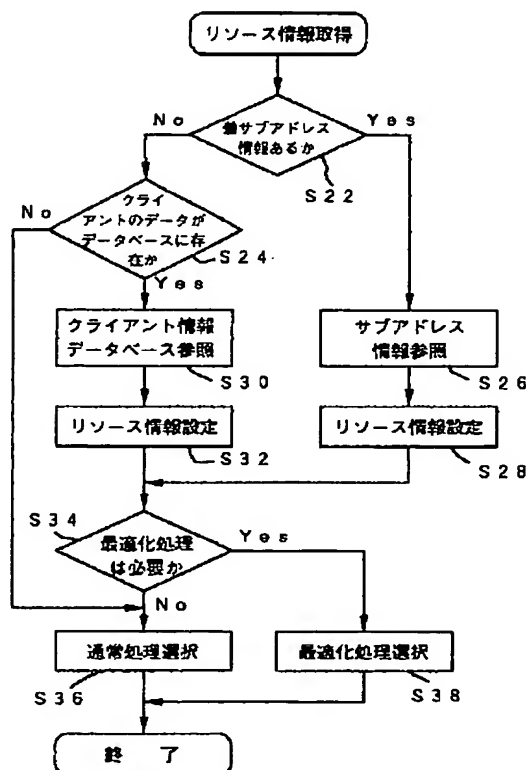 リソース情報取得
No
Yes
サブアドレス
情報あるか
S22
No
クライ
アントのデータが
データベースに存
在か
S24
Yes
クライアント情報
データベース参照
S30
サブアドレス
情報参照
S26
リソース情報設定
S32
リソース情報設定
S28
S34
最適化処理
は必要か
Yes
No
通常処理選択
S36
最適化処理選択
S38
終 了